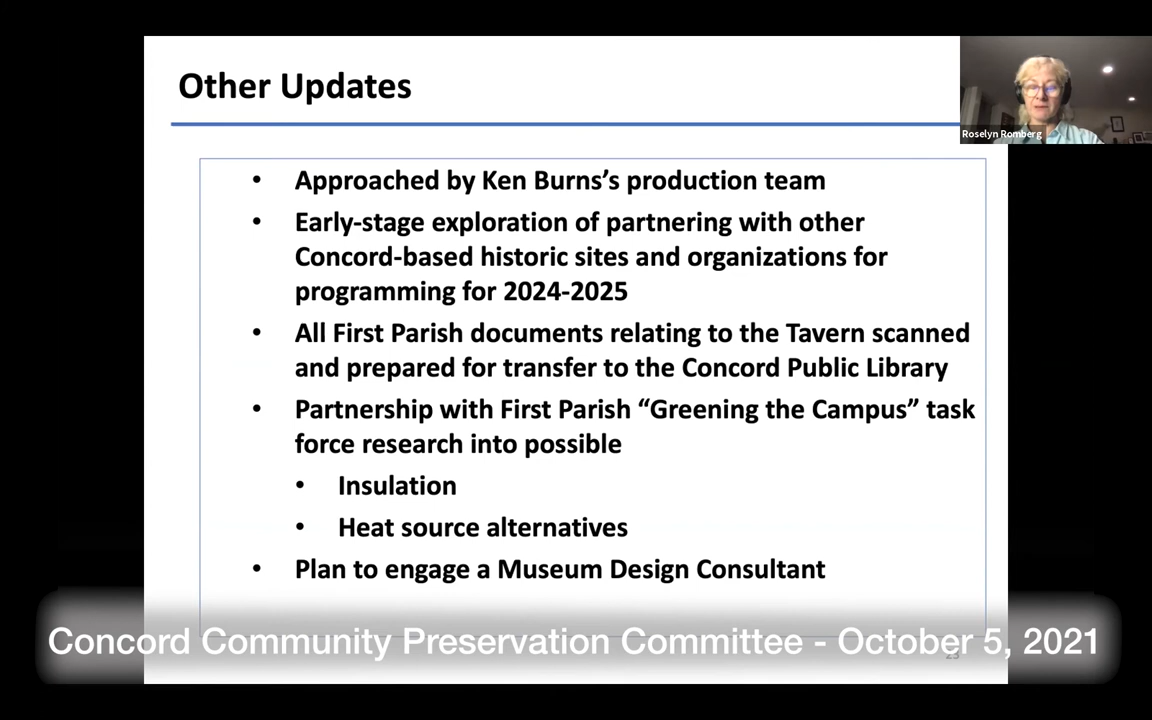 Other Updates
Roselyn Romberg
• Approached by Ken Burns’s production team
• Early-stage exploration of partnering with other
Concord-based historic sites and organizations for
programming for 2024-2025
• All First Parish documents relating to the Tavern scanned
and prepared for transfer to the Concord Public Library
• Partnership with First Parish “Greening the Campus” task
force research into possible
• Insulation
• Heat source alternatives
• Plan to engage a Museum Design Consultant
Concord Community Preservation Committee - October 5, 2021